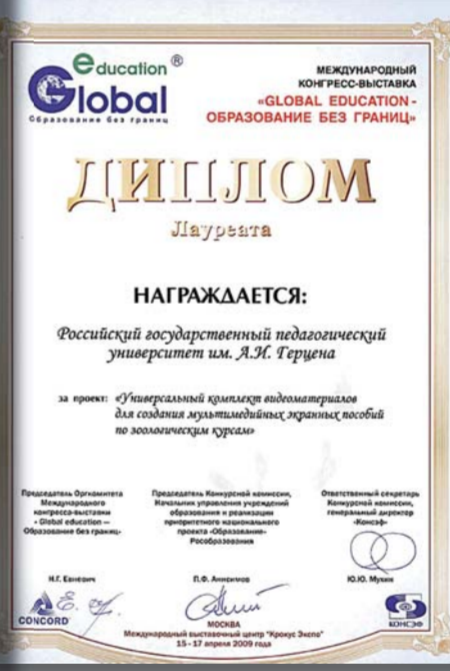 education®
Global
Образование без границ
МЕЖДУНАРОДНЫЙ
КОНГРЕСС-ВЫСТАВКА
«GLOBAL EDUCATION -
ОБРАЗОВАНИЕ БЕЗ ГРАНИЦ»
ДИПЛОМ
Лауреата
НАГРАЖДАЕТСЯ:
Российский государственный педагогический
университет им. А.И. Герцена
за проект: «Универсальный комплект видеоматериалов
для создания мультимедийных экранных пособий
по зоологическим курсам»
Председатель Оргкомитета
Международного
конгресса-выставки
« Global education —
Образование без границ»
Н.Г.
Председатель Конкурсной комиссии,
Начальник управления учреждений
образования и реализации
приоритетного национального
проекта «Образование»
Рособразования
П.Ф. Анисимов
Ответственный секретарь
Конкурсной комиссии,
генеральный директор
«Консэф»
Ю.Ю. Мукин
CONCORD
КОНСЭФ
МОСКВА
Международный выставочный центр "Крокус Экспо"
15 - 17 апреля 2009 года